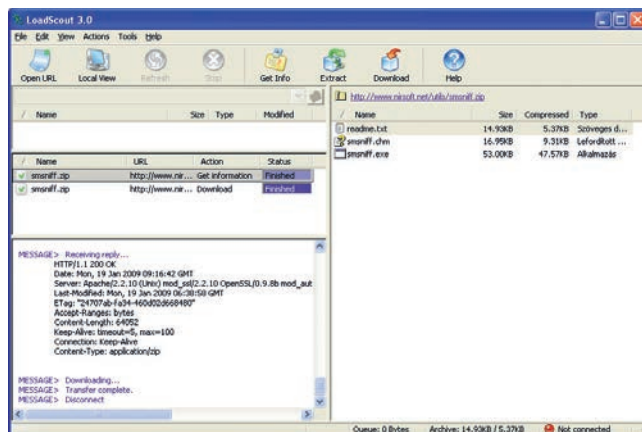 LoadScout 3.0
File Edit View Actions Tools Help
Open URL Local View Refresh Stop Get Info Extract Download Help
/ Name Size Type Modified
/ Name URL Action Status
smsniff.zip http://www.nir... Get information Finished
smsniff.zip http://www.nir... Download Finished
MESSAGE> Receiving reply...
HTTP/1.1 200 OK
Date: Mon, 19 Jan 2009 09:16:42 GMT
Server: Apache/2.2.10 (Unix) mod_ssl/2.2.10 OpenSSL/0.9.8b mod_aut
Last-Modified: Mon, 19 Jan 2009 06:38:58 GMT
ETag: "24707ab-fa34-460d02d668480"
Accept-Ranges: bytes
Content-Length: 64052
Keep-Alive: timeout=5, max=100
Connection: Keep-Alive
Content-Type: application/zip
MESSAGE> Downloading...
MESSAGE> Transfer complete.
MESSAGE> Disconnect
http://www.nirsoft.net/utils/smsniff.zip
/ Name Size Compressed Type
readme.txt 14.93KB 5.37KB Szöveges d...
smsniff.chm 16.95KB 9.31KB Lefordított ...
smsniff.exe 53.00KB 47.57KB Alkalmazás
Queue: 0 Bytes Archive: 14.93KB / 5.37KB Not connected